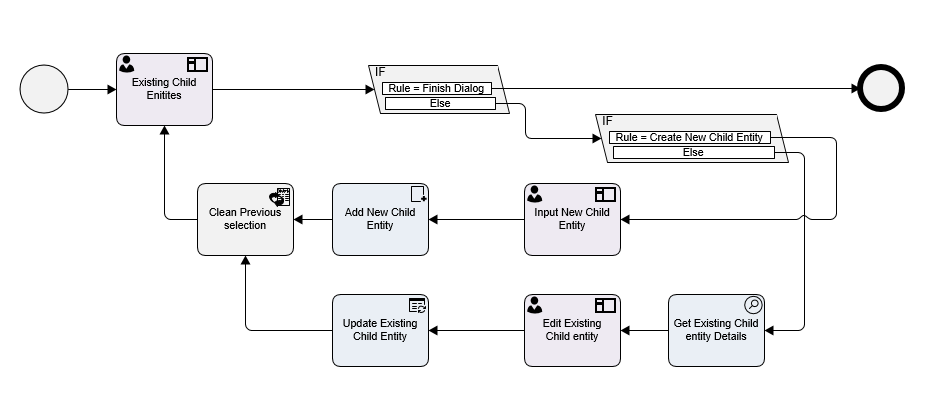 Existing Child
Enitites
IF
Rule = Finish Dialog
Else
IF
Rule = Create New Child Entity
Else
Clean Previous
selection
Add New Child
Entity
Input New Child
Entity
Update Existing
Child Entity
Edit Existing
Child entity
Get Existing Child
entity Details